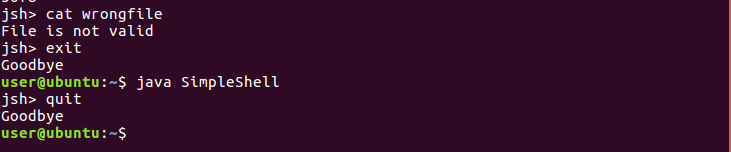 jsh> cat wrongfile
File is not valid
jsh> exit
Goodbye
user@ubuntu:~$ java SimpleShell
jsh> quit
Goodbye
user@ubuntu:~$